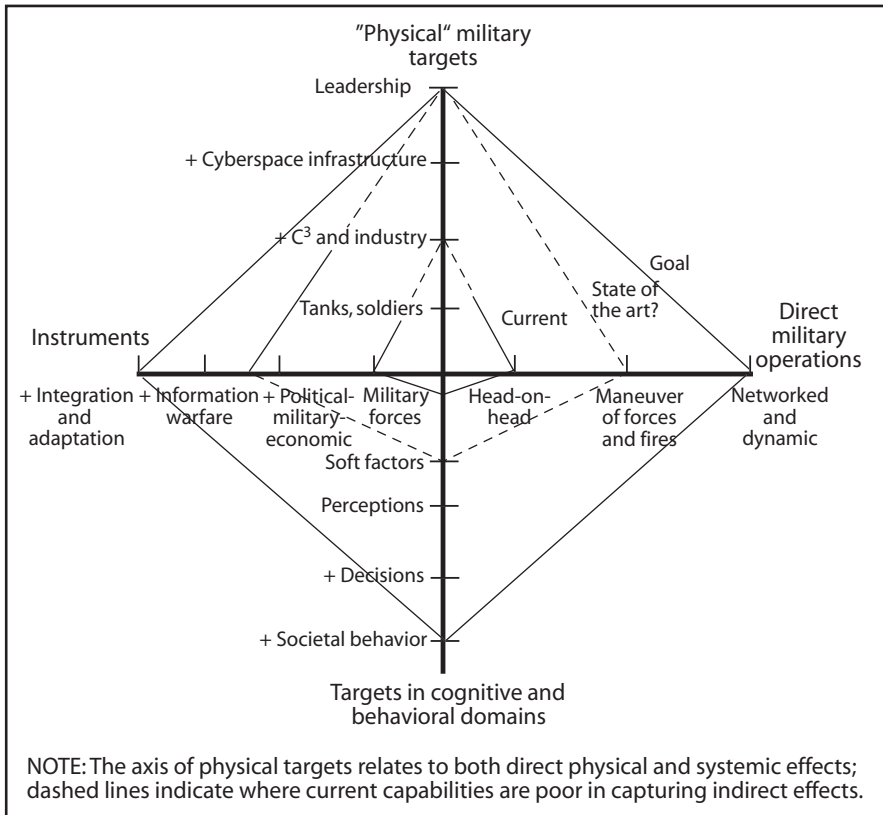 ”Physical“ military
targets
Leadership
+ Cyberspace infrastructure
+ C³ and industry
Goal
State of
the art?
Tanks, soldiers
Current
Instruments
Direct
military
operations
+ Integration
and
adaptation
+ Information
warfare
+ Political-
military-
economic
Military
forces
Head-on-
head
Maneuver
of forces
and fires
Networked
and
dynamic
Soft factors
Perceptions
+ Decisions
+ Societal behavior
Targets in cognitive and
behavioral domains
NOTE: The axis of physical targets relates to both direct physical and systemic effects;
dashed lines indicate where current capabilities are poor in capturing indirect effects.